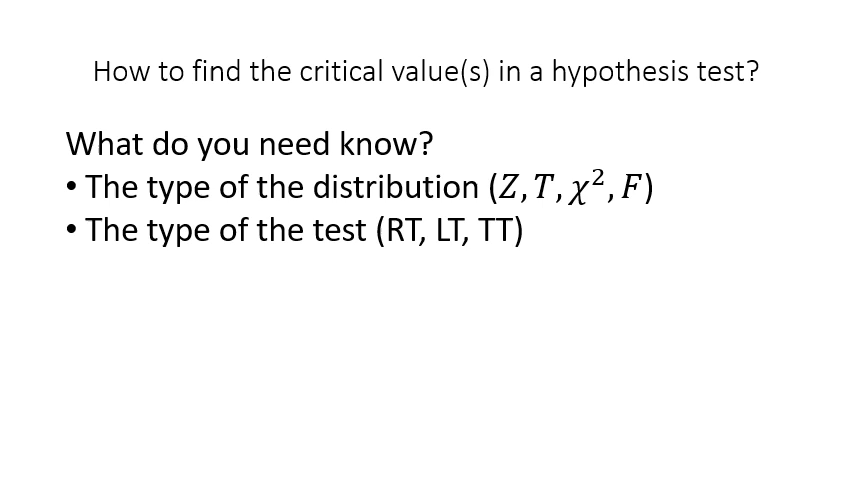 How to find the critical value(s) in a hypothesis test?
What do you need know?
• The type of the distribution (Z, T, χ², F)
• The type of the test (RT, LT, TT)